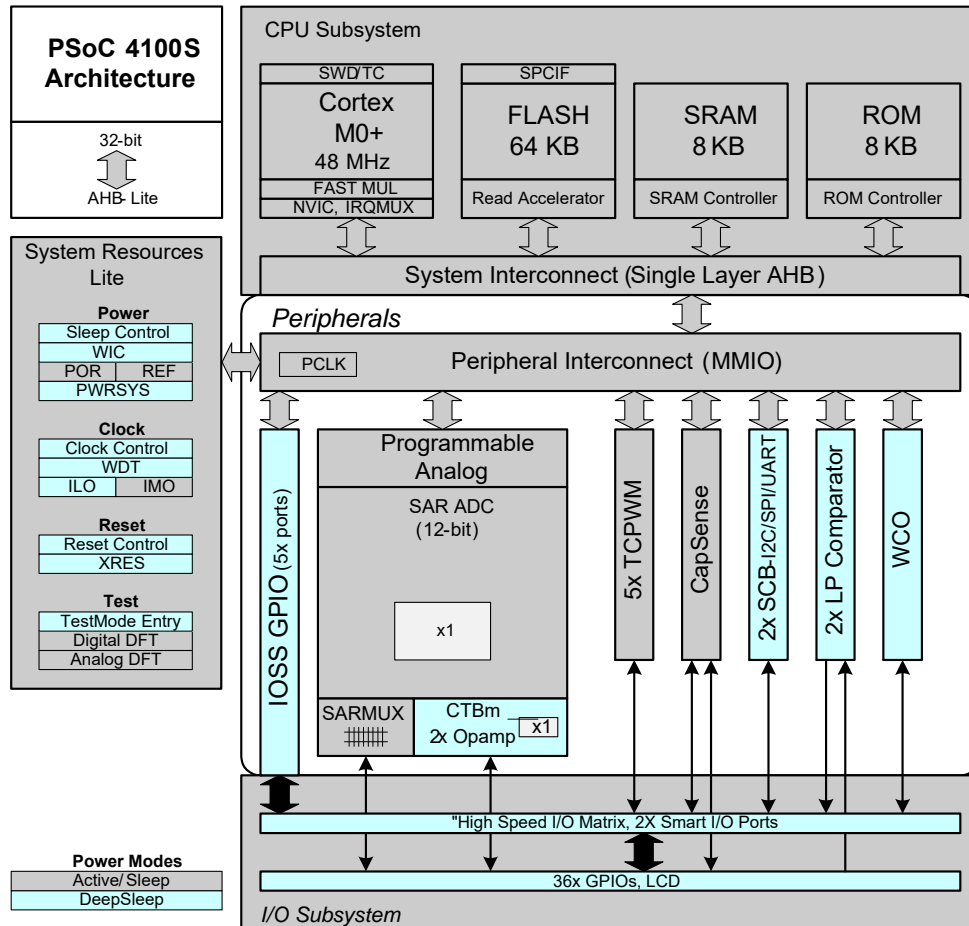 PSoC 4100S
Architecture
32-bit
AHB- Lite
CPU Subsystem
SWD/TC
Cortex
M0+
48 MHz
FAST MUL
NVIC, IRQMUX
SPCIF
FLASH
64 KB
Read Accelerator
SRAM
8 KB
SRAM Controller
ROM
8 KB
ROM Controller
System Interconnect (Single Layer AHB)
System Resources
Lite
Power
Sleep Control
WIC
POR REF
PWRSYS
Clock
Clock Control
WDT
ILO IMO
Reset
Reset Control
XRES
Test
TestMode Entry
Digital DFT
Analog DFT
Peripherals
PCLK
Peripheral Interconnect (MMIO)
IOSS GPIO (5x ports)
Programmable
Analog
SAR ADC
(12-bit)
x1
SARMUX
CTBm
2x Opamp
x1
5x TCPWM
CapSense
2x SCB-I2C/SPI/UART
2x LP Comparator
WCO
"High Speed I/O Matrix, 2X Smart I/O Ports
36x GPIOs, LCD
I/O Subsystem
Power Modes
Active/ Sleep
DeepSleep